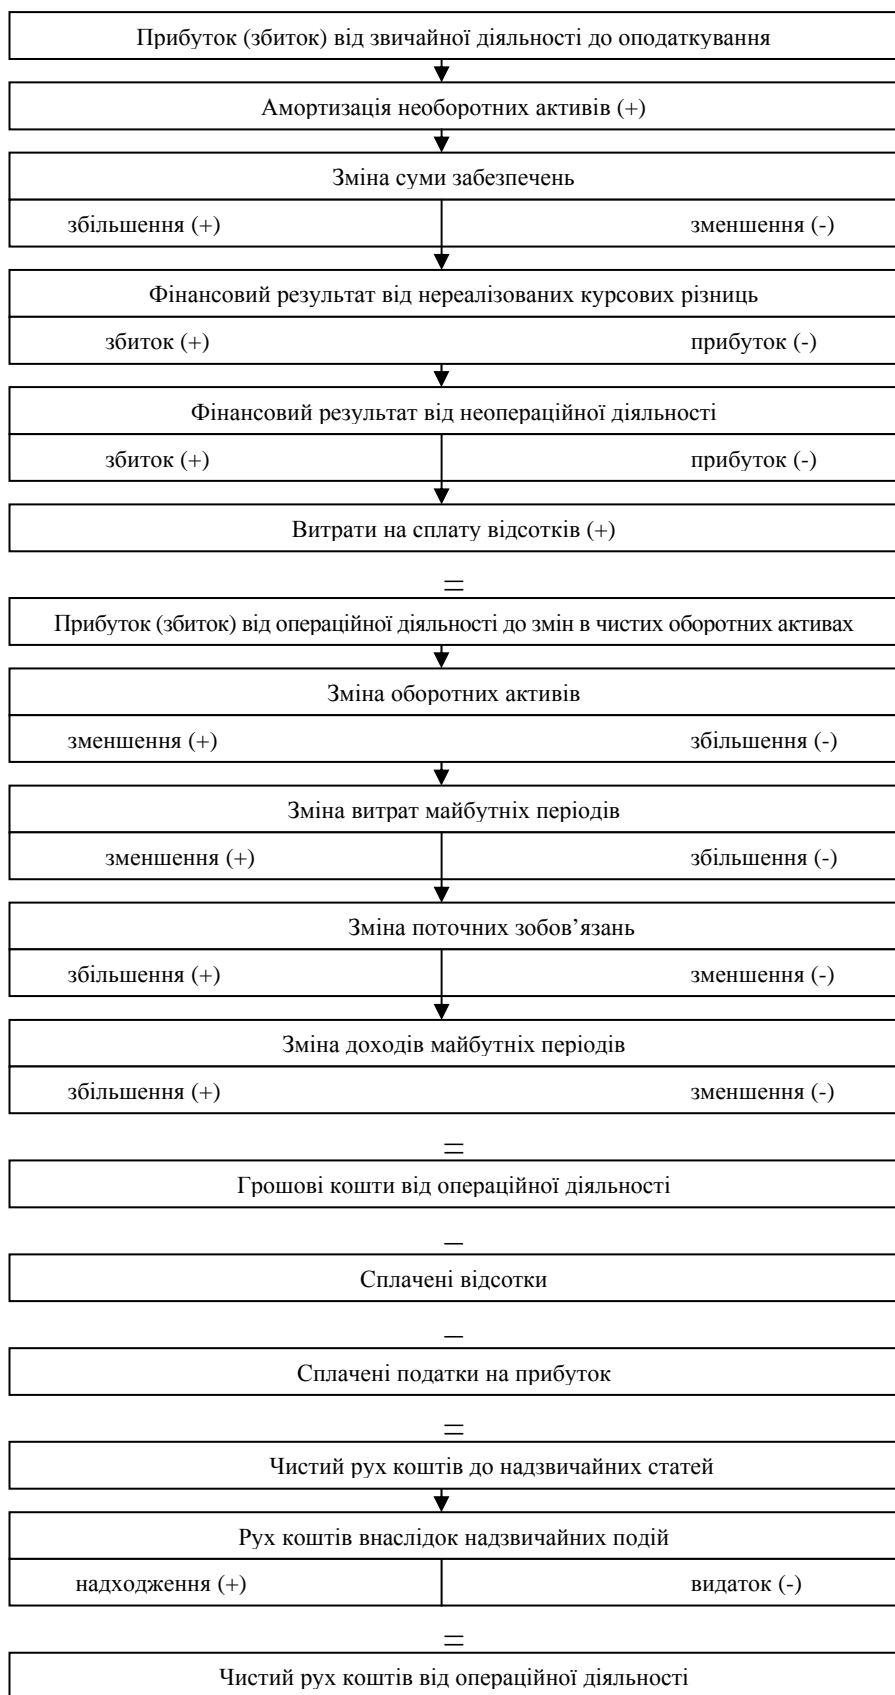 Прибуток (збиток) від звичайної діяльності до оподаткування
Амортизація необоротних активів (+)
Зміна суми забезпечень
збільшення (+) зменшення (-)
Фінансовий результат від нереалізованих курсових різниць
збиток (+) прибуток (-)
Фінансовий результат від неопераційної діяльності
збиток (+) прибуток (-)
Витрати на сплату відсотків (+)
=
Прибуток (збиток) від операційної діяльності до змін в чистих оборотних активах
Зміна оборотних активів
зменшення (+) збільшення (-)
Зміна витрат майбутніх періодів
зменшення (+) збільшення (-)
Зміна поточних зобов’язань
збільшення (+) зменшення (-)
Зміна доходів майбутніх періодів
збільшення (+) зменшення (-)
=
Грошові кошти від операційної діяльності
–
Сплачені відсотки
–
Сплачені податки на прибуток
=
Чистий рух коштів до надзвичайних статей
Рух коштів внаслідок надзвичайних подій
надходження (+) видаток (-)
=
Чистий рух коштів від операційної діяльності